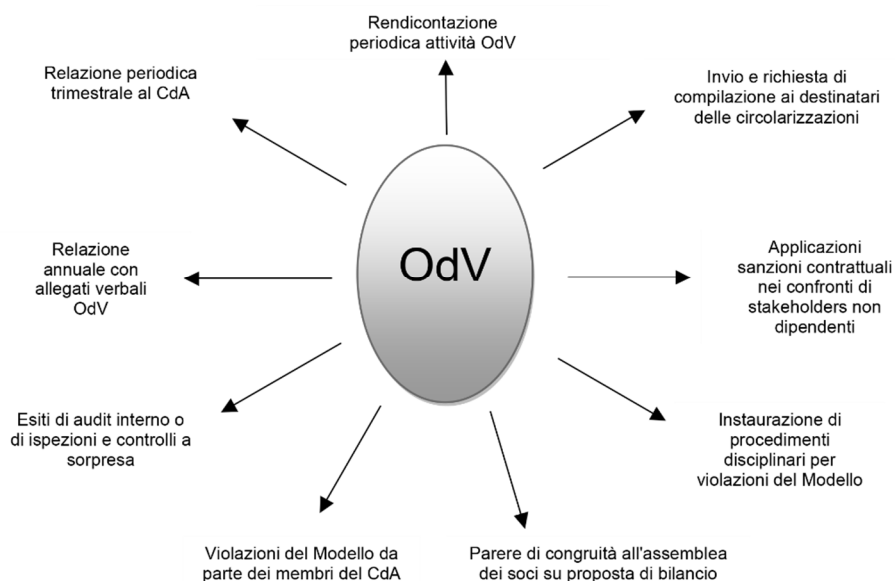 Rendicontazione
periodica attività OdV
Relazione periodica
trimestrale al CdA
Invio e richiesta di
compilazione ai destinatari
delle circolarizzazioni
OdV
Relazione
annuale con
allegati verbali
OdV
Applicazioni
sanzioni contrattuali
nei confronti di
stakeholders non
dipendenti
Esiti di audit interno o
di ispezioni e controlli a
sorpresa
Instaurazione di
procedimenti
disciplinari per
violazioni del Modello
Violazioni del Modello da
parte dei membri del CdA
Parere di congruità all'assemblea
dei soci su proposta di bilancio